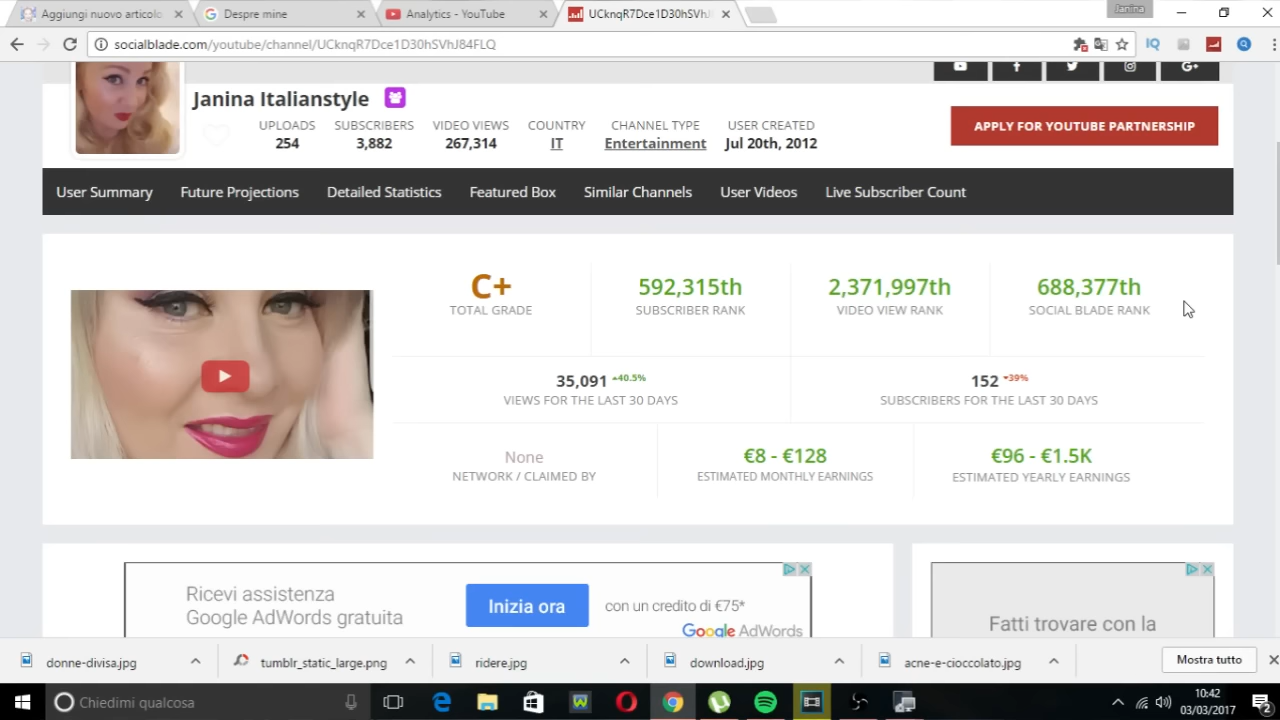 Aggiungi nuovo articolo
Despre mine
Analytics - YouTube
UCknqR7Dce1D30hSVhJ
Janina
socialblade.com/youtube/channel/UCknqR7Dce1D30hSVhJ84FLQ
IQ
Janina Italianstyle
UPLOADS SUBSCRIBERS VIDEO VIEWS COUNTRY CHANNEL TYPE USER CREATED
254 3,882 267,314 IT Entertainment Jul 20th, 2012
APPLY FOR YOUTUBE PARTNERSHIP
User Summary Future Projections Detailed Statistics Featured Box Similar Channels User Videos Live Subscriber Count
C+ 592,315th 2,371,997th 688,377th
TOTAL GRADE SUBSCRIBER RANK VIDEO VIEW RANK SOCIAL BLADE RANK
35,091 40.5% 152 39%
VIEWS FOR THE LAST 30 DAYS SUBSCRIBERS FOR THE LAST 30 DAYS
None €8 - €128 €96 - €1.5K
NETWORK / CLAIMED BY ESTIMATED MONTHLY EARNINGS ESTIMATED YEARLY EARNINGS
Ricevi assistenza
Google AdWords gratuita
Inizia ora
con un credito di €75*
Google AdWords
Fatti trovare con la
donne-divisa.jpg tumblr_static_large.png ridere.jpg download.jpg acne-e-cioccolato.jpg Mostra tutto
Chiedimi qualcosa
10:42
03/03/2017
2